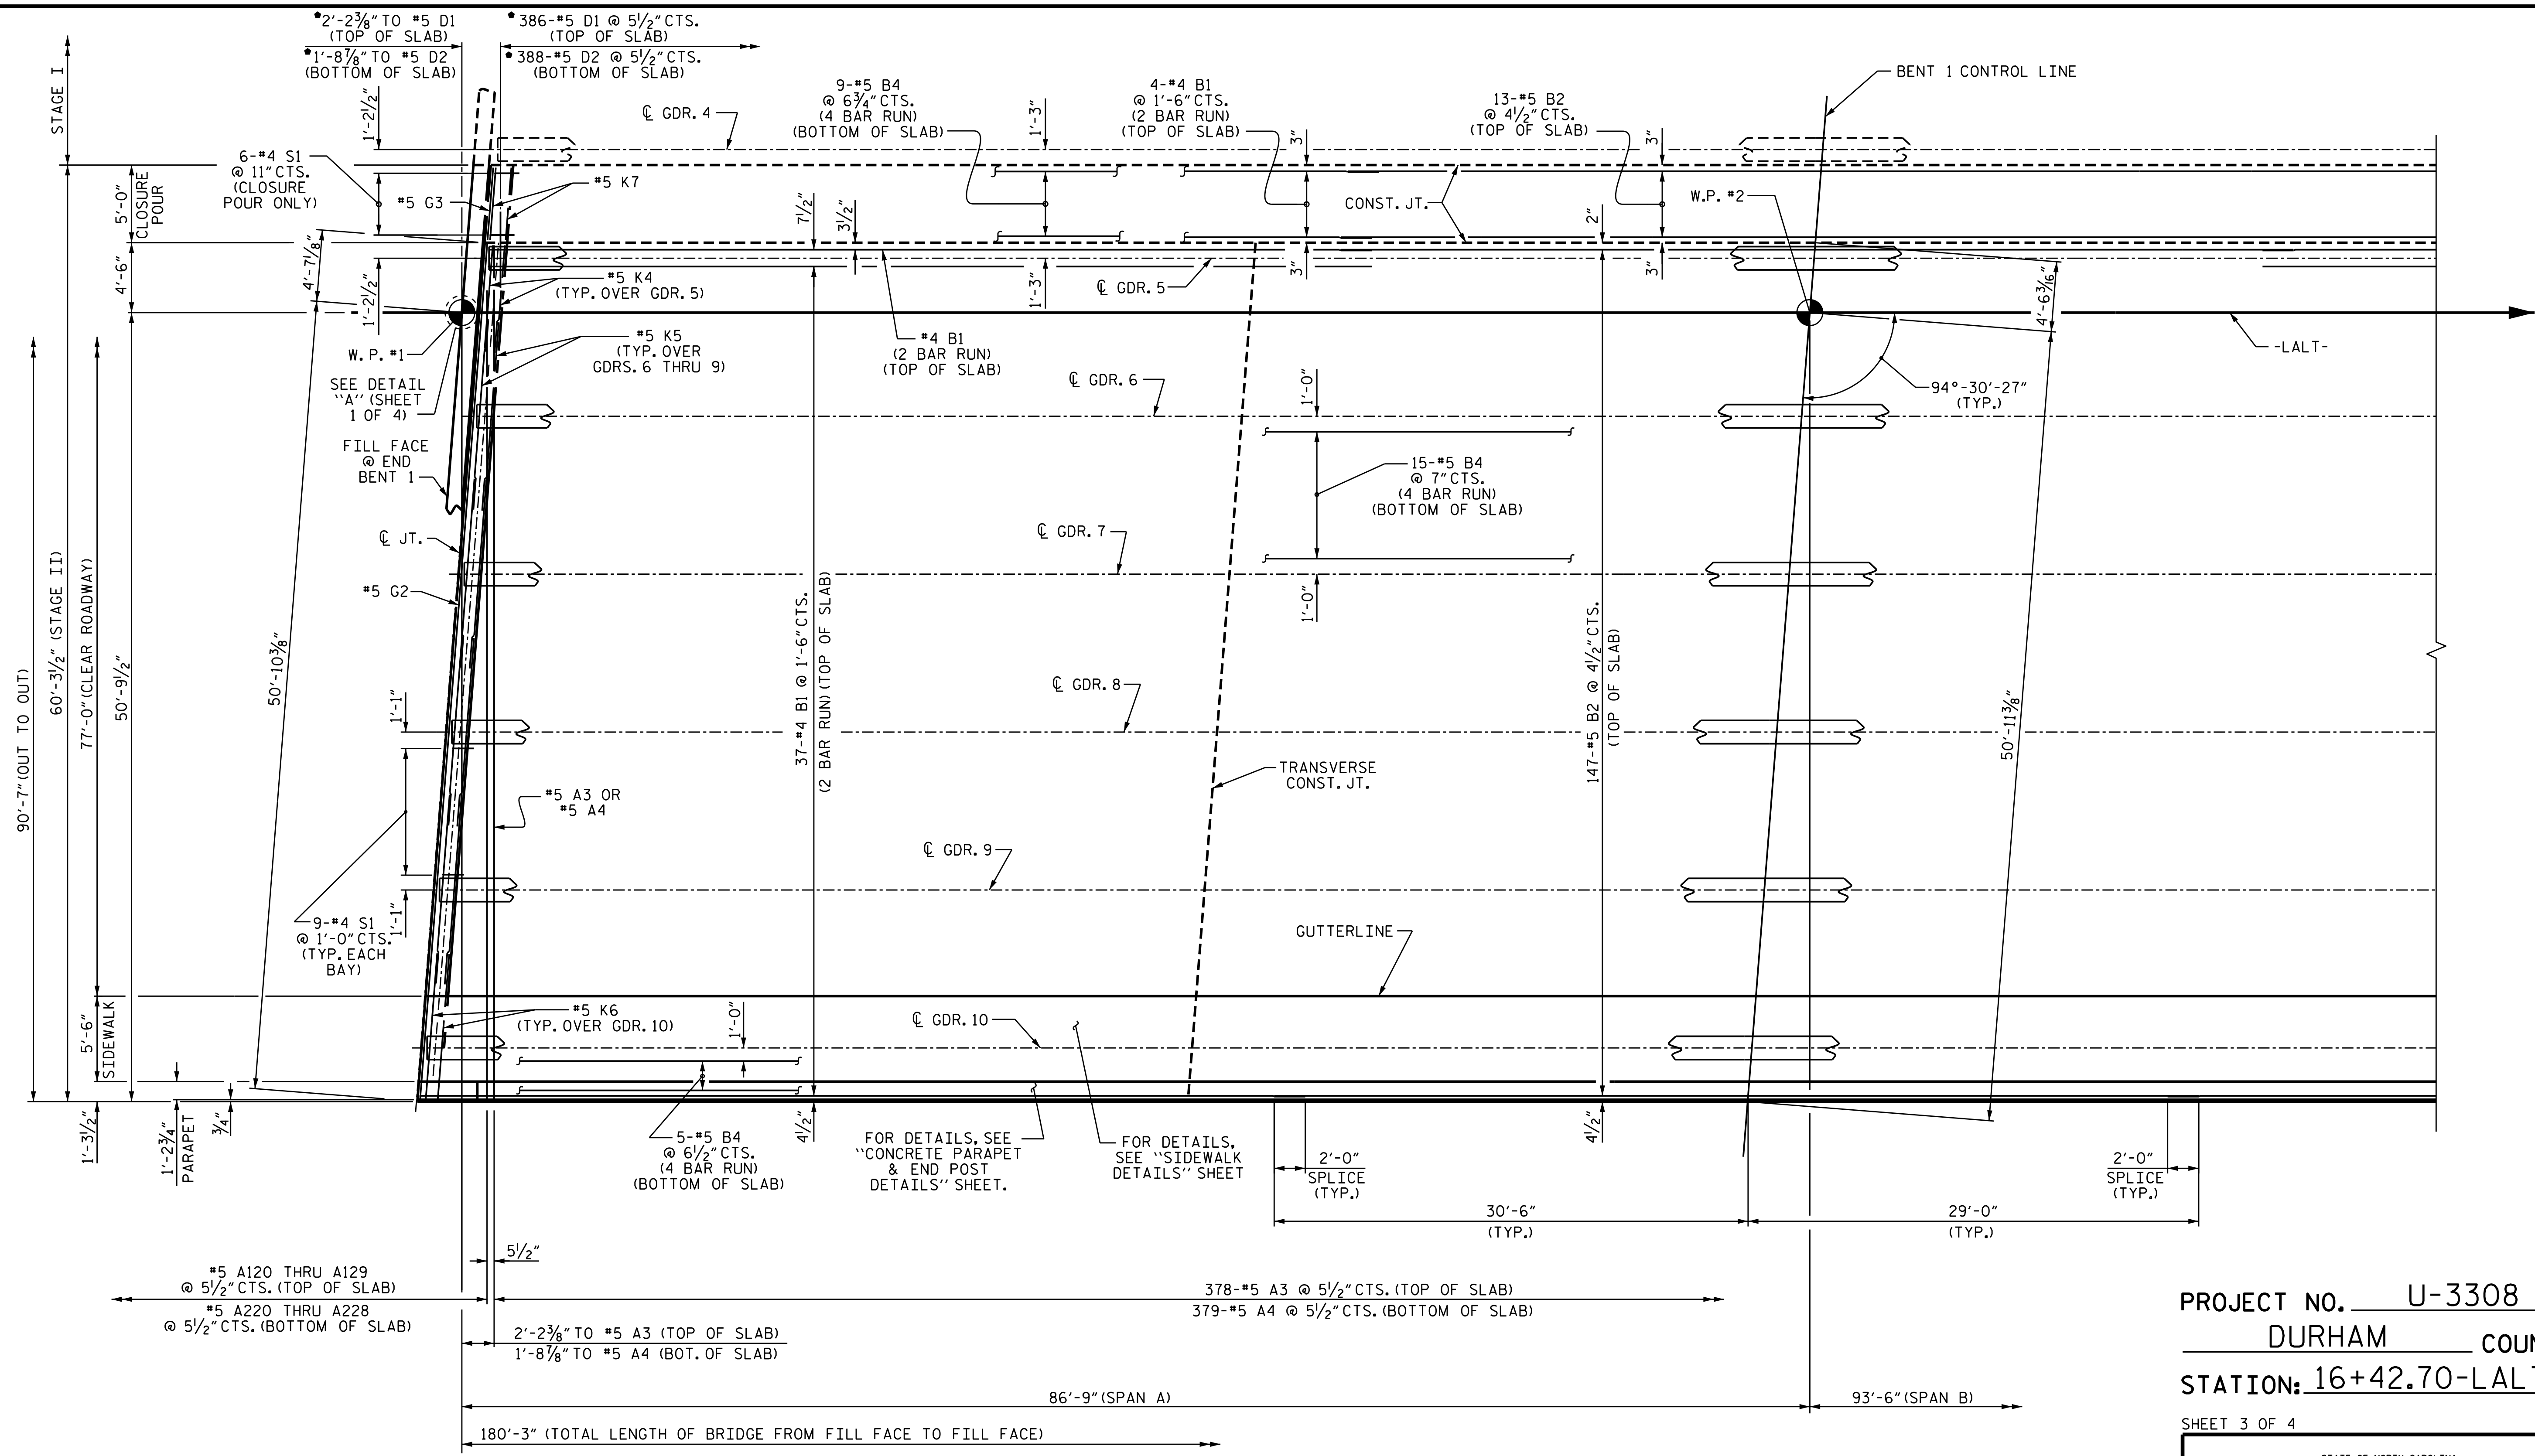 *2'-2⅜" TO #5 D1
(TOP OF SLAB)
*1'-8⅞" TO #5 D2
(BOTTOM OF SLAB)
* 386-#5 D1 @ 5½" CTS.
(TOP OF SLAB)
* 388-#5 D2 @ 5½" CTS.
(BOTTOM OF SLAB)
STAGE I
1'-2½"
℄ GDR. 4
9-#5 B4
@ 6¾" CTS.
(4 BAR RUN)
(BOTTOM OF SLAB)
1'-3"
4-#4 B1
@ 1'-6" CTS.
(2 BAR RUN)
(TOP OF SLAB)
3"
13-#5 B2
@ 4½" CTS.
(TOP OF SLAB)
3"
BENT 1 CONTROL LINE
6-#4 S1
@ 11" CTS.
(CLOSURE
POUR ONLY)
5'-0"
CLOSURE
POUR
#5 G3
#5 K7
7½"
3½"
CONST. JT.
2"
W.P. #2
4'-6"
4'-7⅛"
1'-2½"
#5 K4
(TYP. OVER GDR. 5)
1'-3"
℄ GDR. 5
3"
3"
4'-6 3/16"
W.P. #1
#5 K5
(TYP. OVER
GDRS. 6 THRU 9)
#4 B1
(2 BAR RUN)
(TOP OF SLAB)
-LALT-
SEE DETAIL
``A'' (SHEET
1 OF 4)
℄ GDR. 6
1'-0"
94°-30'-27"
(TYP.)
FILL FACE
@ END
BENT 1
15-#5 B4
@ 7" CTS.
(4 BAR RUN)
(BOTTOM OF SLAB)
℄ JT.
℄ GDR. 7
#5 G2
1'-0"
90'-7" (OUT TO OUT)
60'-3½" (STAGE II)
77'-0" (CLEAR ROADWAY)
50'-9½"
50'-10⅜"
37-#4 B1 @ 1'-6" CTS.
(2 BAR RUN) (TOP OF SLAB)
147-#5 B2 @ 4½" CTS.
(TOP OF SLAB)
50'-11⅜"
1'-1"
℄ GDR. 8
TRANSVERSE
CONST. JT.
#5 A3 OR
#5 A4
℄ GDR. 9
1'-1"
9-#4 S1
@ 1'-0" CTS.
(TYP. EACH
BAY)
GUTTERLINE
5'-6"
SIDEWALK
#5 K6
(TYP. OVER GDR. 10)
1'-0"
℄ GDR. 10
1'-3½"
1'-2¾"
PARAPET
¾"
5-#5 B4
@ 6½" CTS.
(4 BAR RUN)
(BOTTOM OF SLAB)
4½"
FOR DETAILS, SEE
``CONCRETE PARAPET
& END POST
DETAILS'' SHEET.
FOR DETAILS,
SEE ``SIDEWALK
DETAILS'' SHEET
4½"
2'-0"
SPLICE
(TYP.)
2'-0"
SPLICE
(TYP.)
30'-6"
(TYP.)
29'-0"
(TYP.)
5½"
#5 A120 THRU A129
@ 5½" CTS. (TOP OF SLAB)
#5 A220 THRU A228
@ 5½" CTS. (BOTTOM OF SLAB)
378-#5 A3 @ 5½" CTS. (TOP OF SLAB)
379-#5 A4 @ 5½" CTS. (BOTTOM OF SLAB)
2'-2⅜" TO #5 A3 (TOP OF SLAB)
1'-8⅞" TO #5 A4 (BOT. OF SLAB)
86'-9" (SPAN A)
93'-6" (SPAN B)
180'-3" (TOTAL LENGTH OF BRIDGE FROM FILL FACE TO FILL FACE)
PROJECT NO. U-3308
DURHAM COUN
STATION: 16+42.70-LAL
SHEET 3 OF 4